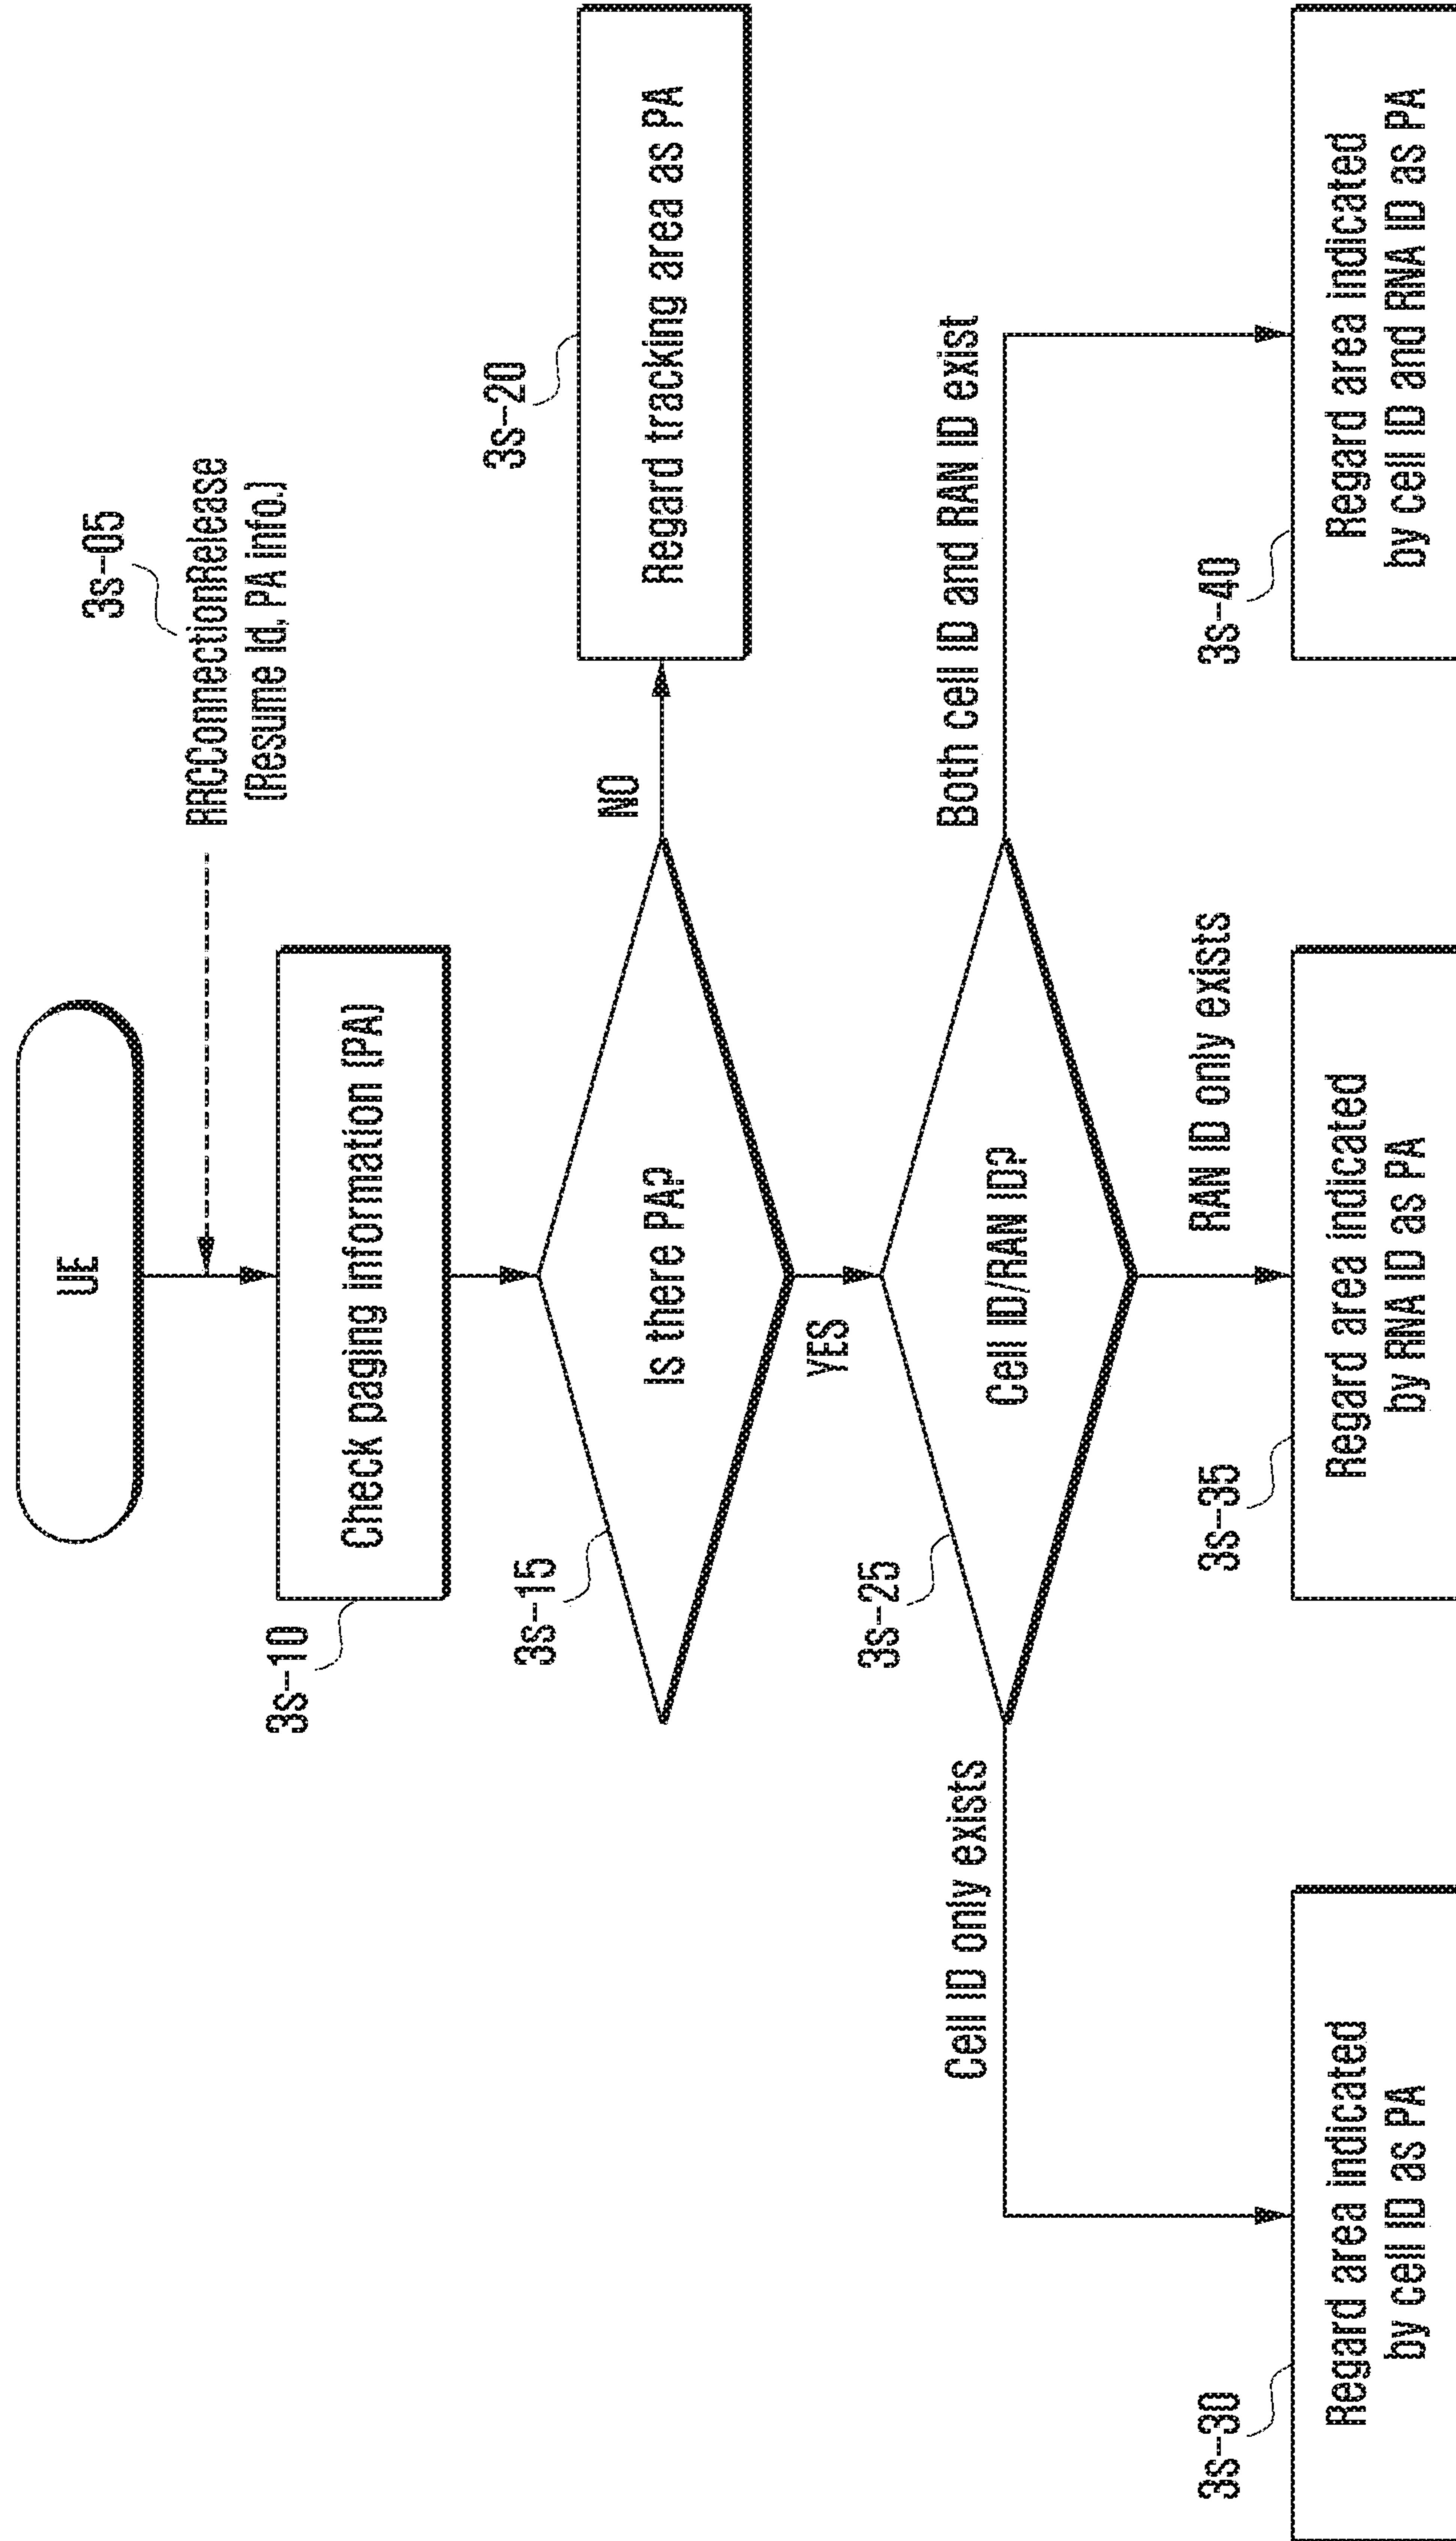 UE
3s-05
RRCConnectionRelease
(Resume Id, PA info.)
3s-10
Check paging information (PA)
3s-15
Is there PA?
NO
3s-20
Regard tracking area as PA
YES
3s-25
Cell ID/RAN ID?
Cell ID only exists
RAN ID only exists
Both cell ID and RAN ID exist
3s-30
Regard area indicated
by cell ID as PA
3s-35
Regard area indicated
by RNA ID as PA
3s-40
Regard area indicated
by cell ID and RNA ID as PA